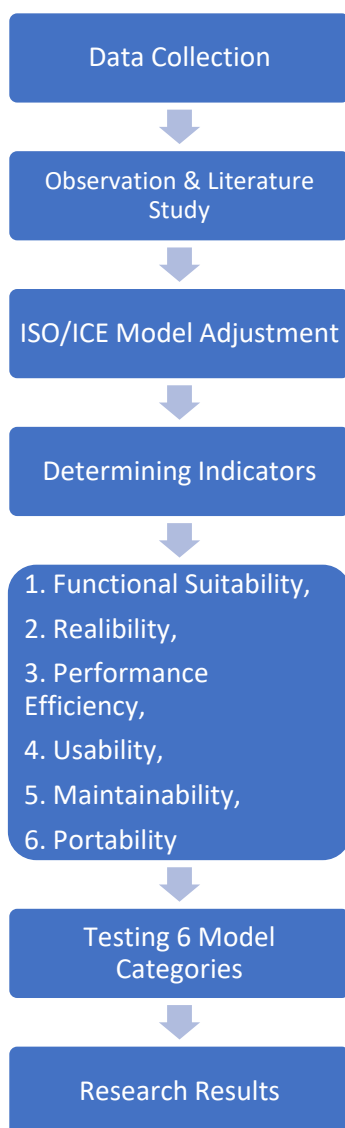 Data Collection
Observation & Literature
Study
ISO/ICE Model Adjustment
Determining Indicators
1. Functional Suitability,
2. Realibility,
3. Performance
Efficiency,
4. Usability,
5. Maintainability,
6. Portability
Testing 6 Model
Categories
Research Results